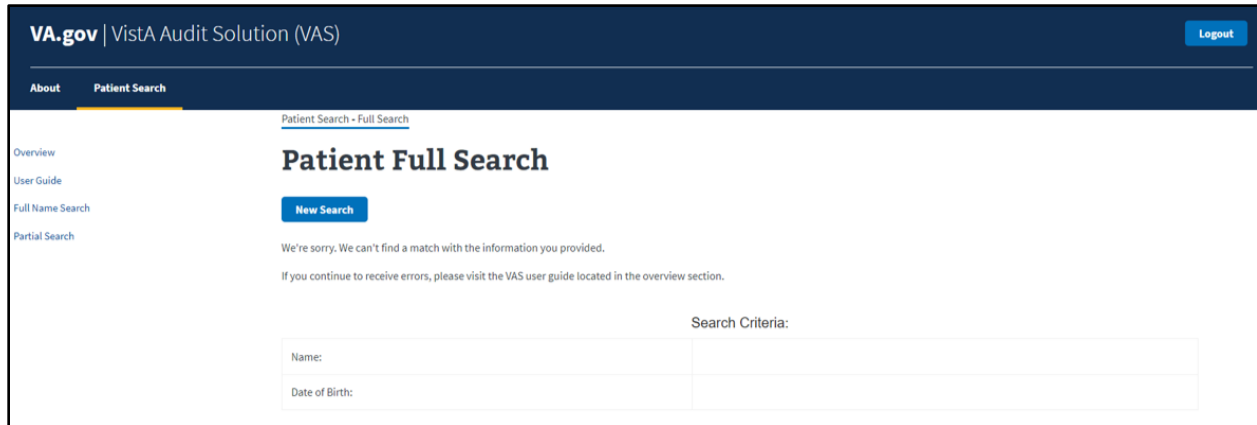 VA.gov | VistA Audit Solution (VAS)
Logout
About
Patient Search
Patient Search - Full Search
Overview
User Guide
Full Name Search
Partial Search
Patient Full Search
New Search
We're sorry. We can't find a match with the information you provided.
If you continue to receive errors, please visit the VAS user guide located in the overview section.
Search Criteria:
Name:
Date of Birth: